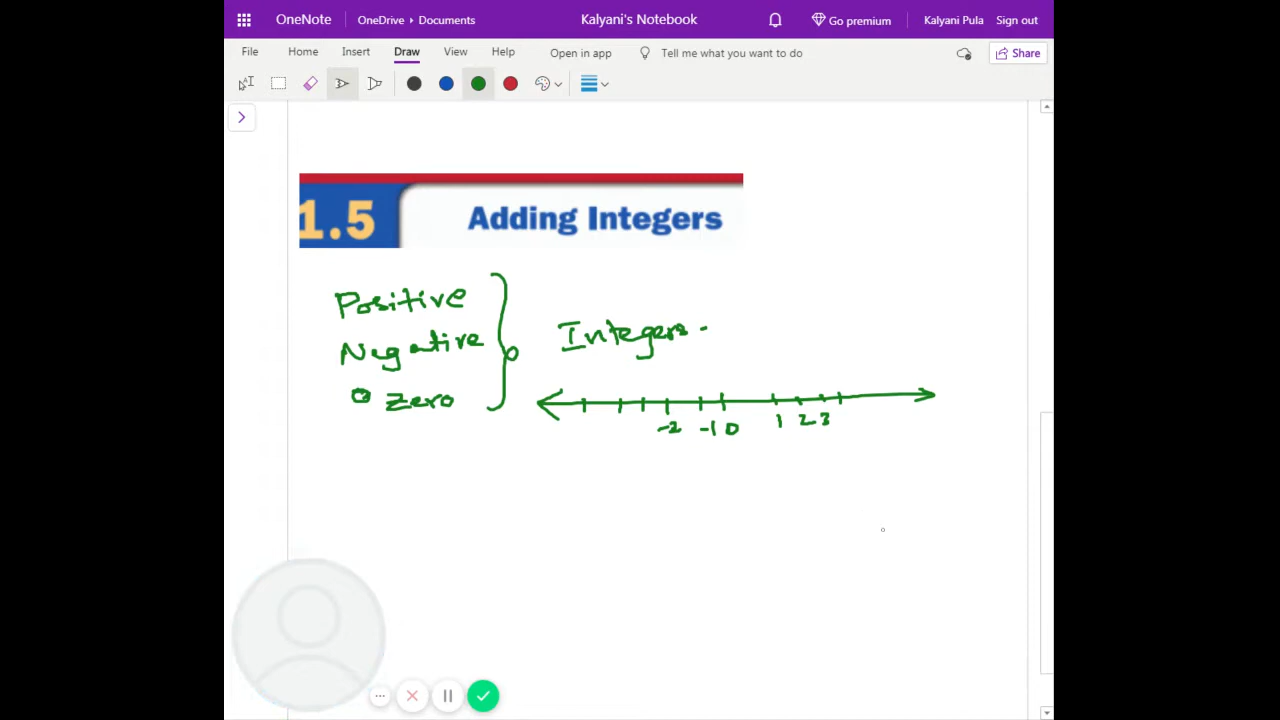 OneNote OneDrive › Documents Kalyani's Notebook Go premium Kalyani Pula Sign out
File Home Insert Draw View Help Open in app Tell me what you want to do Share
1.5 Adding Integers
Positive
Negative
Zero
Integers
-2 -1 0 1 2 3